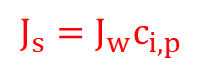 Js = Jwci,p